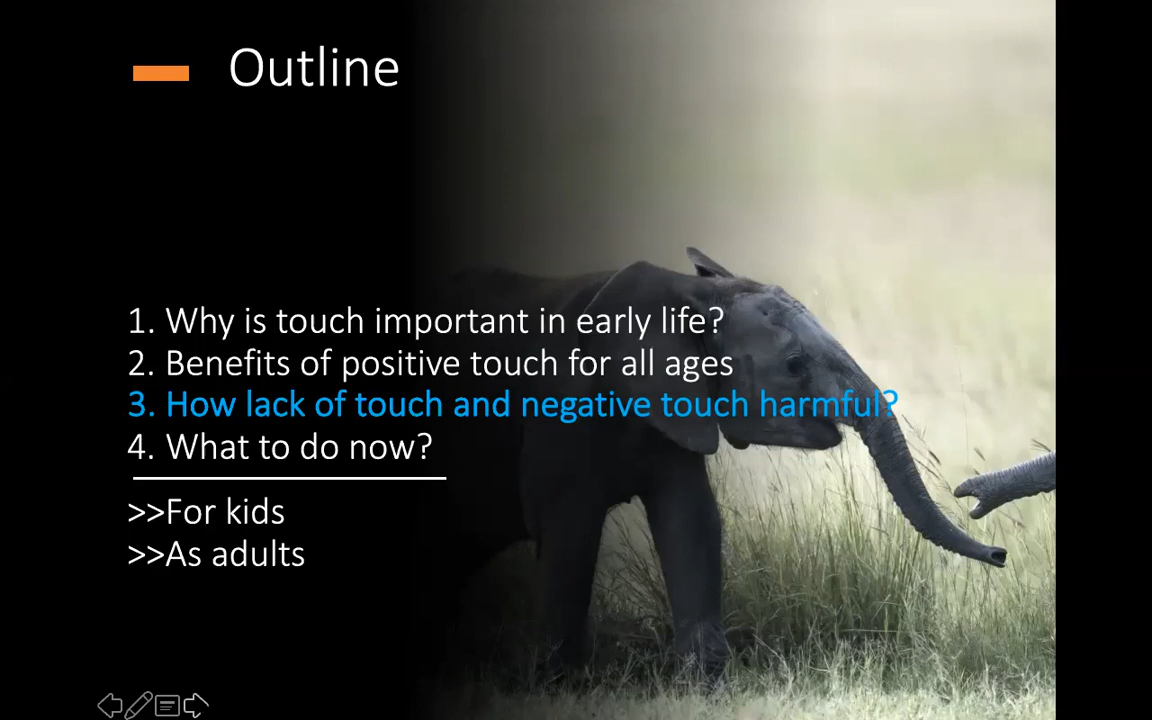 Outline
1. Why is touch important in early life?
2. Benefits of positive touch for all ages
3. How lack of touch and negative touch harmful?
4. What to do now?
>>For kids
>>As adults